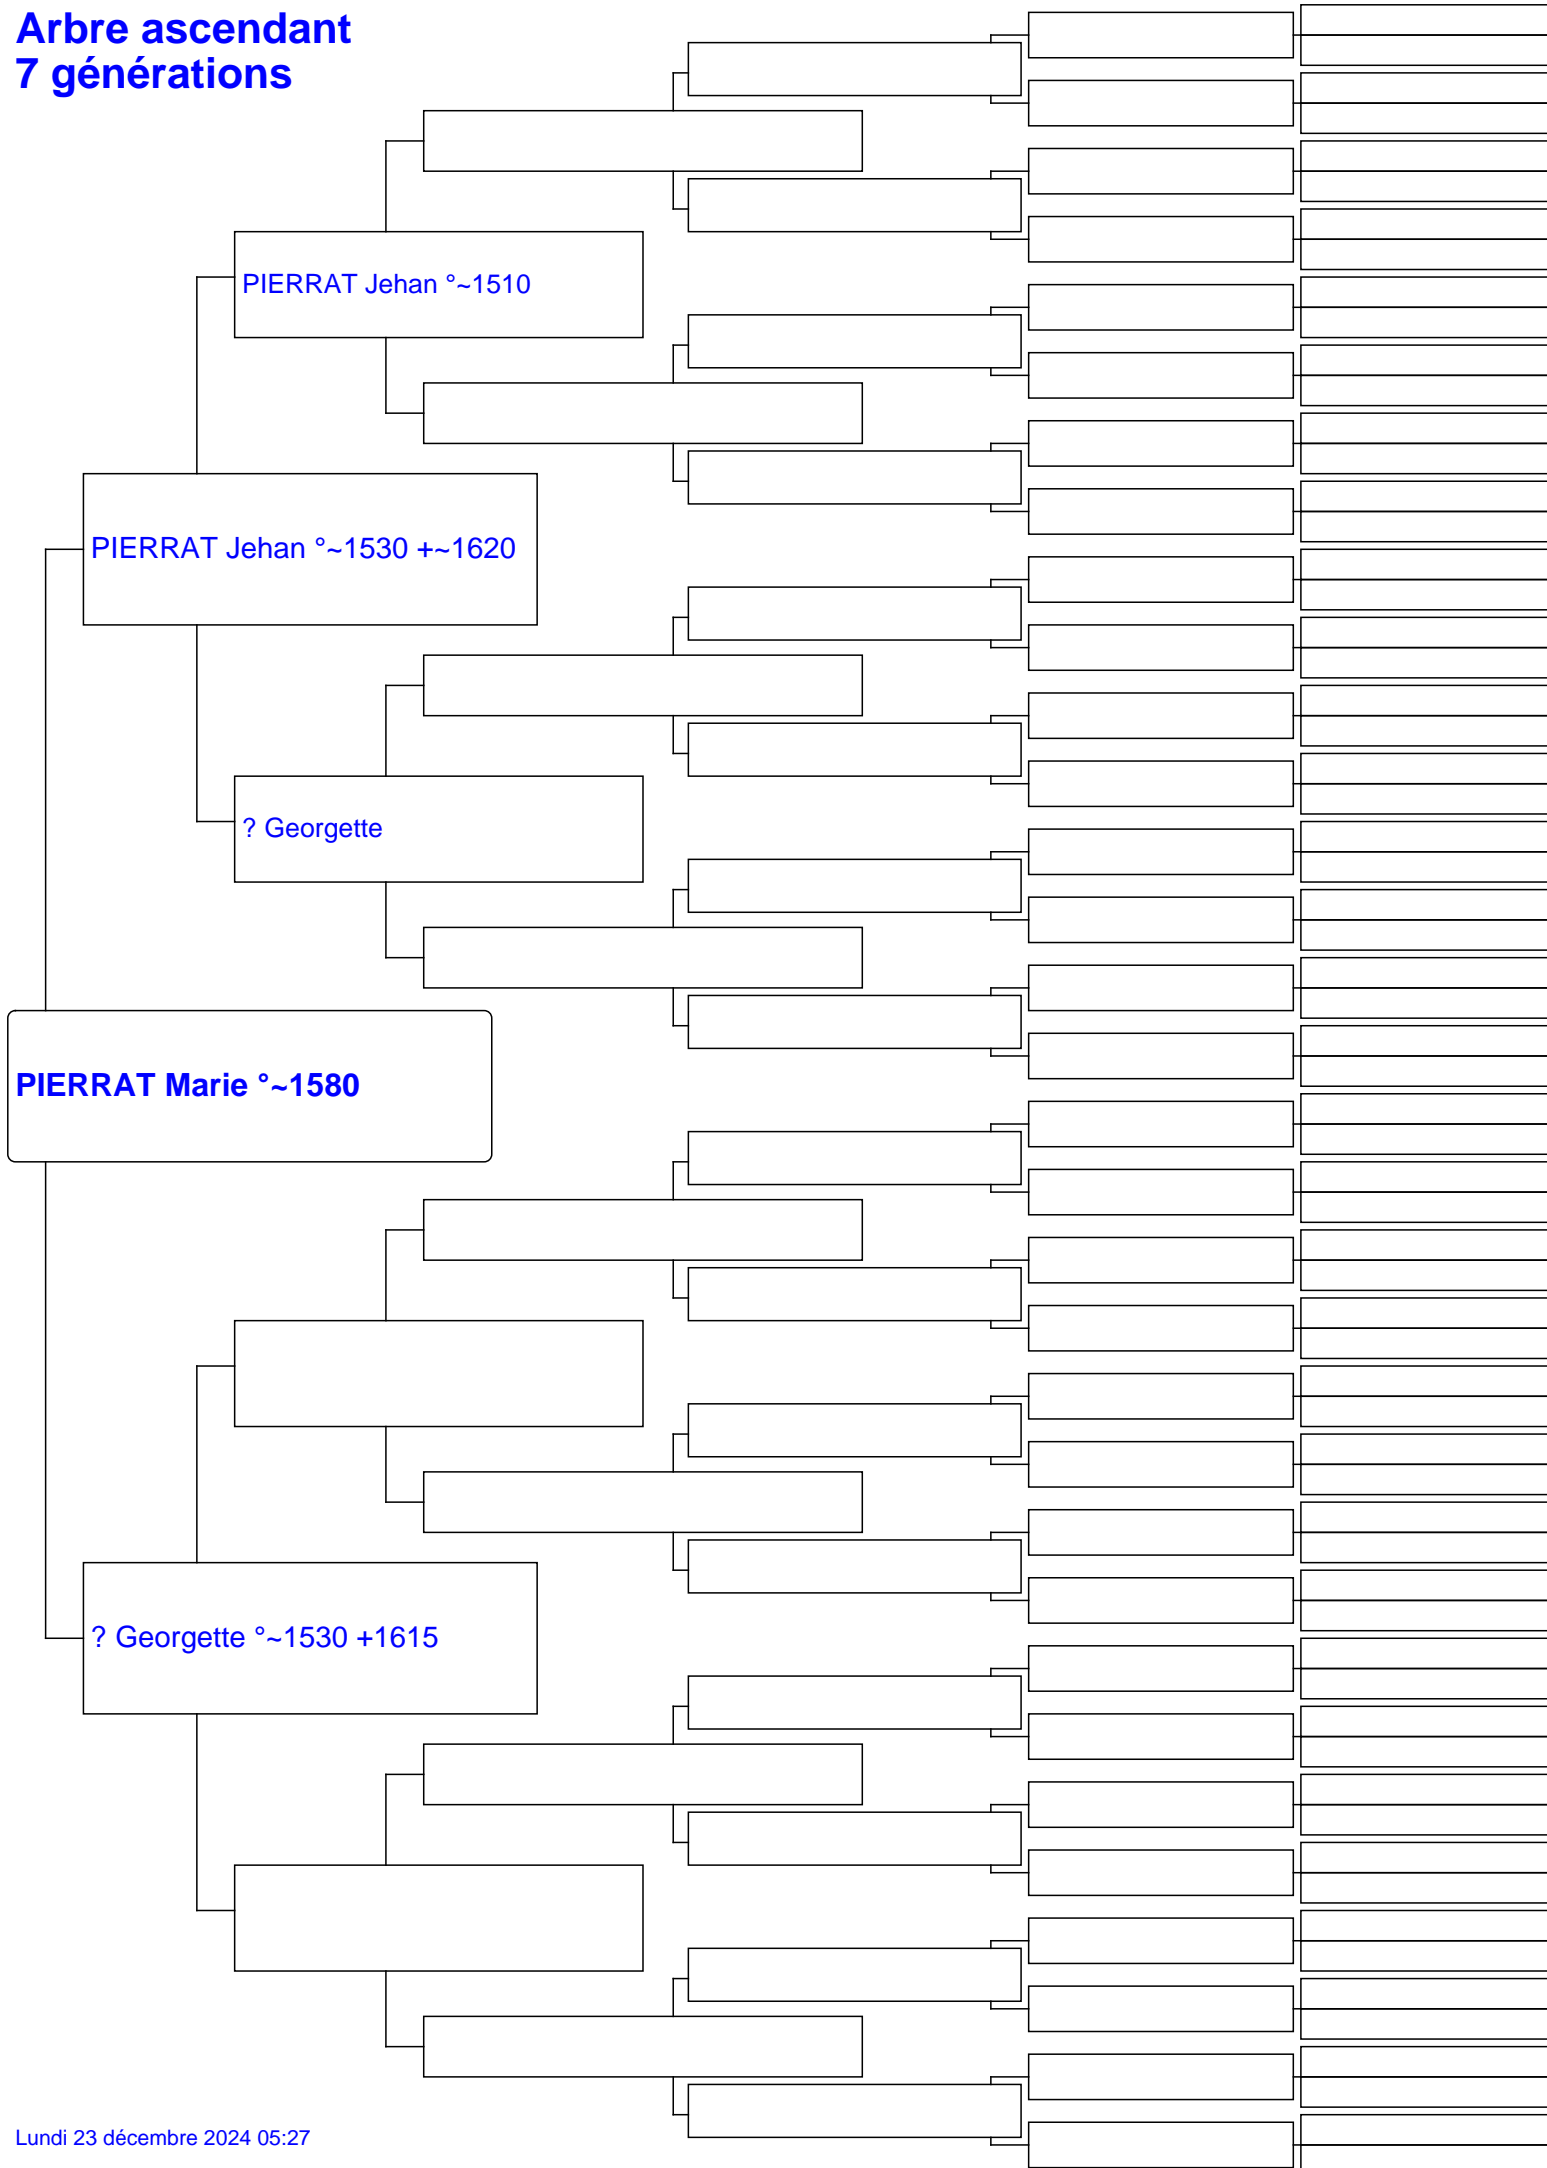 Arbre ascendant
7 générations
PIERRAT Jehan °~1510
PIERRAT Jehan °~1530 +~1620
? Georgette
PIERRAT Marie °~1580
? Georgette °~1530 +1615
Lundi 23 décembre 2024 05:27